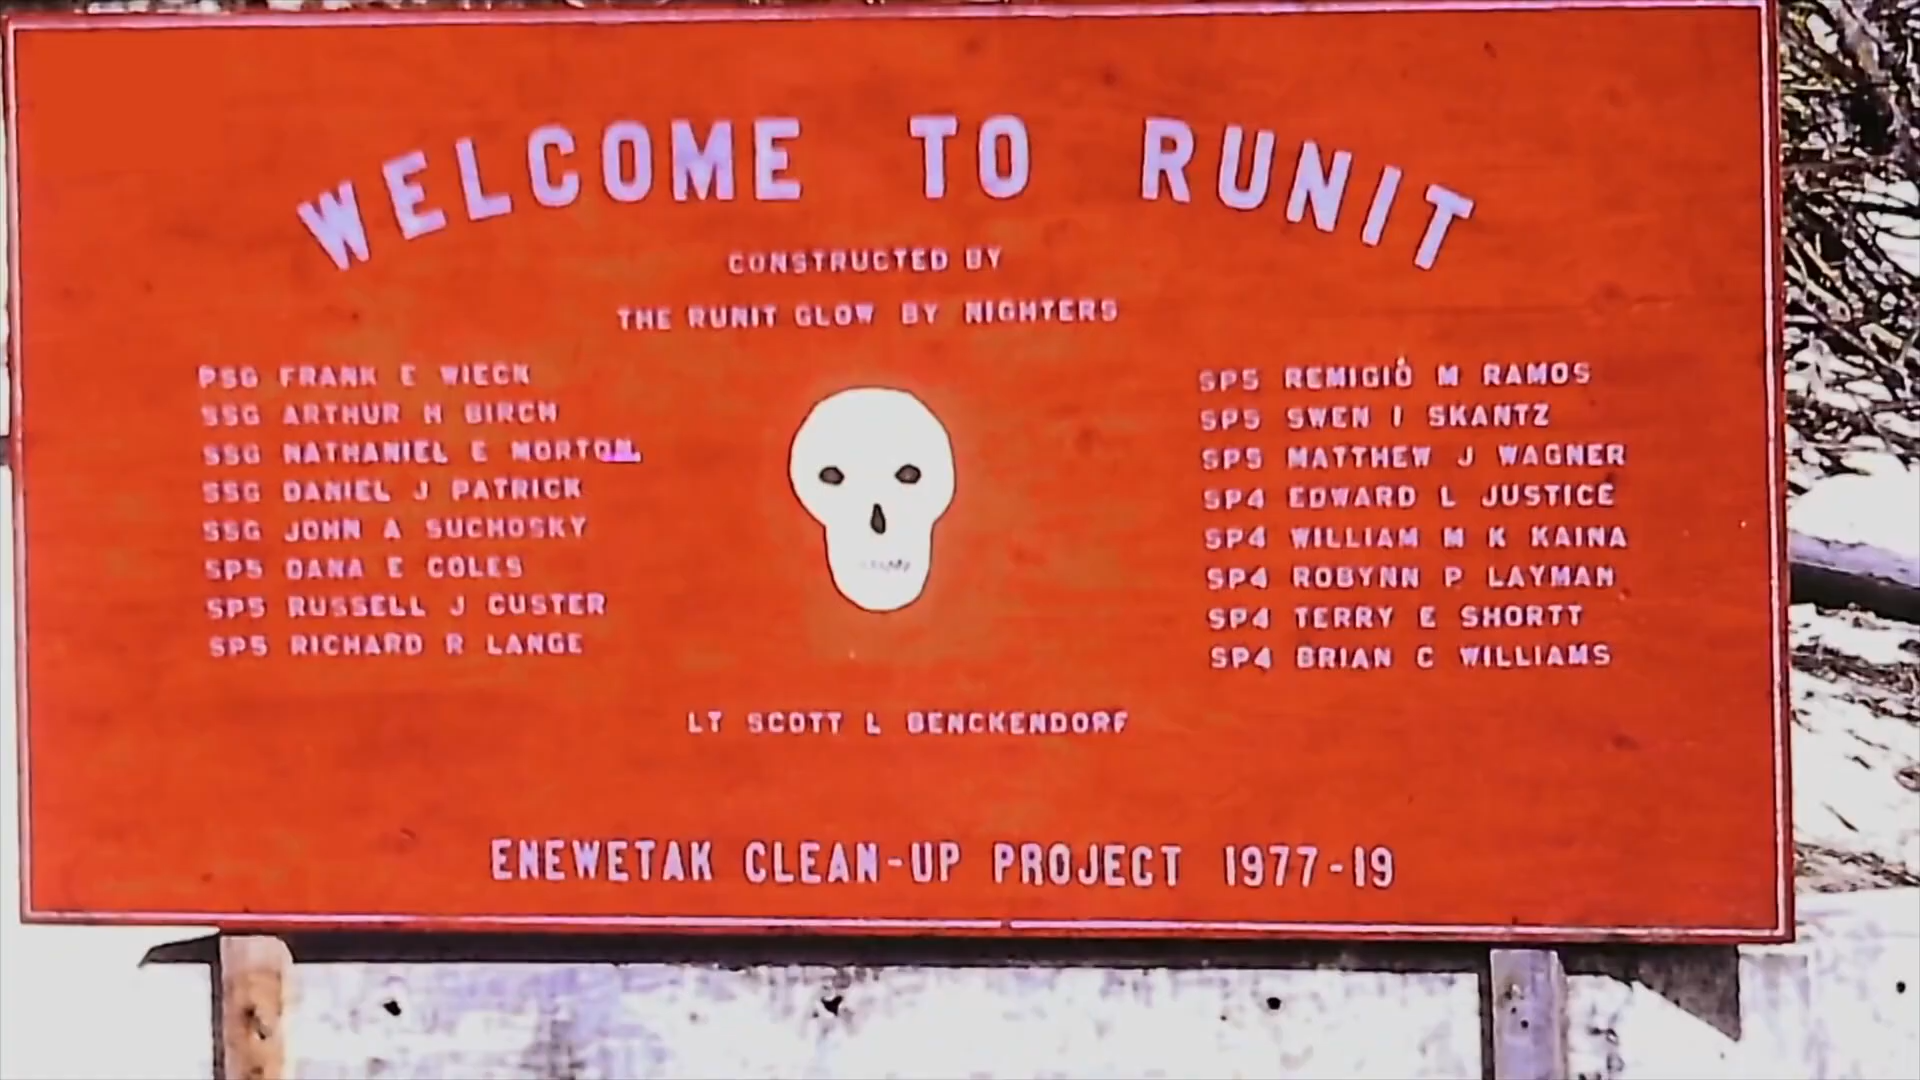 WELCOME TO RUNIT
CONSTRUCTED BY
THE RUNIT GLOW BY NIGHTERS
PSG FRANK E WIECK
SSG ARTHUR H BIRCH
SSG NATHANIEL E MORTON
SSG DANIEL J PATRICK
SSG JOHN A SUCHOSKY
SP5 DANA E COLES
SP5 RUSSELL J CUSTER
SP5 RICHARD R LANGE
SP5 REMIGIO M RAMOS
SP5 SWEN I SKANTZ
SP5 MATTHEW J WAGNER
SP4 EDWARD L JUSTICE
SP4 WILLIAM M K KAINA
SP4 ROBYNN P LAYMAN
SP4 TERRY E SHORTT
SP4 BRIAN C WILLIAMS
LT SCOTT L BENCKENDORF
ENEWETAK CLEAN-UP PROJECT 1977-19